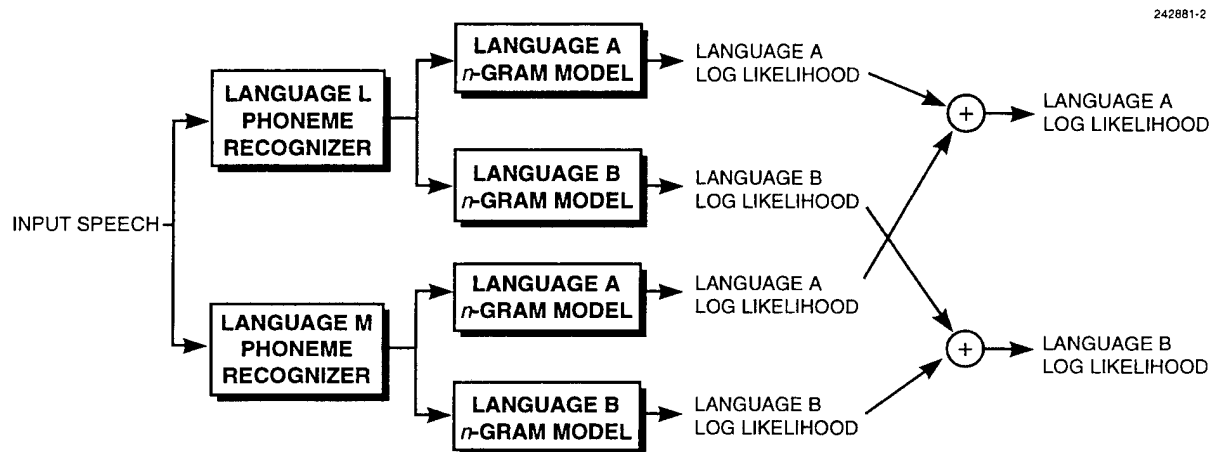 242881-2
LANGUAGE A
n-GRAM MODEL
LANGUAGE A
LOG LIKELIHOOD
LANGUAGE A
LOG LIKELIHOOD
LANGUAGE L
PHONEME
RECOGNIZER
LANGUAGE B
n-GRAM MODEL
LANGUAGE B
LOG LIKELIHOOD
+
INPUT SPEECH
LANGUAGE A
n-GRAM MODEL
LANGUAGE A
LOG LIKELIHOOD
LANGUAGE M
PHONEME
RECOGNIZER
+
LANGUAGE B
LOG LIKELIHOOD
LANGUAGE B
n-GRAM MODEL
LANGUAGE B
LOG LIKELIHOOD